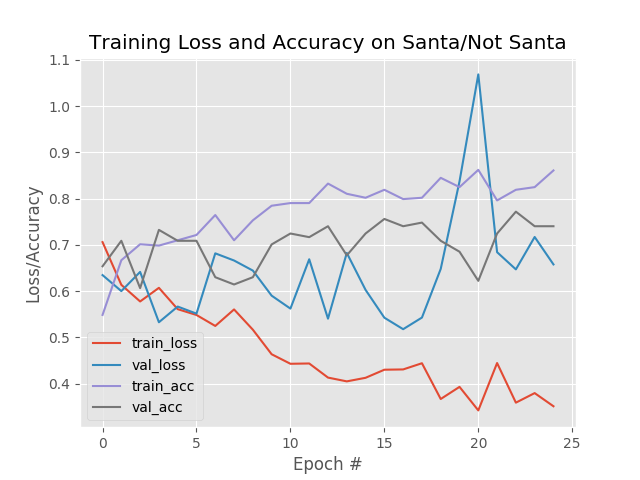 Training Loss and Accuracy on Santa/Not Santa
1.1
1.0
0.9
0.8
0.7
0.6
0.5
0.4
Loss/Accuracy
train_loss
val_loss
train_acc
val_acc
0 5 10 15 20 25
Epoch #